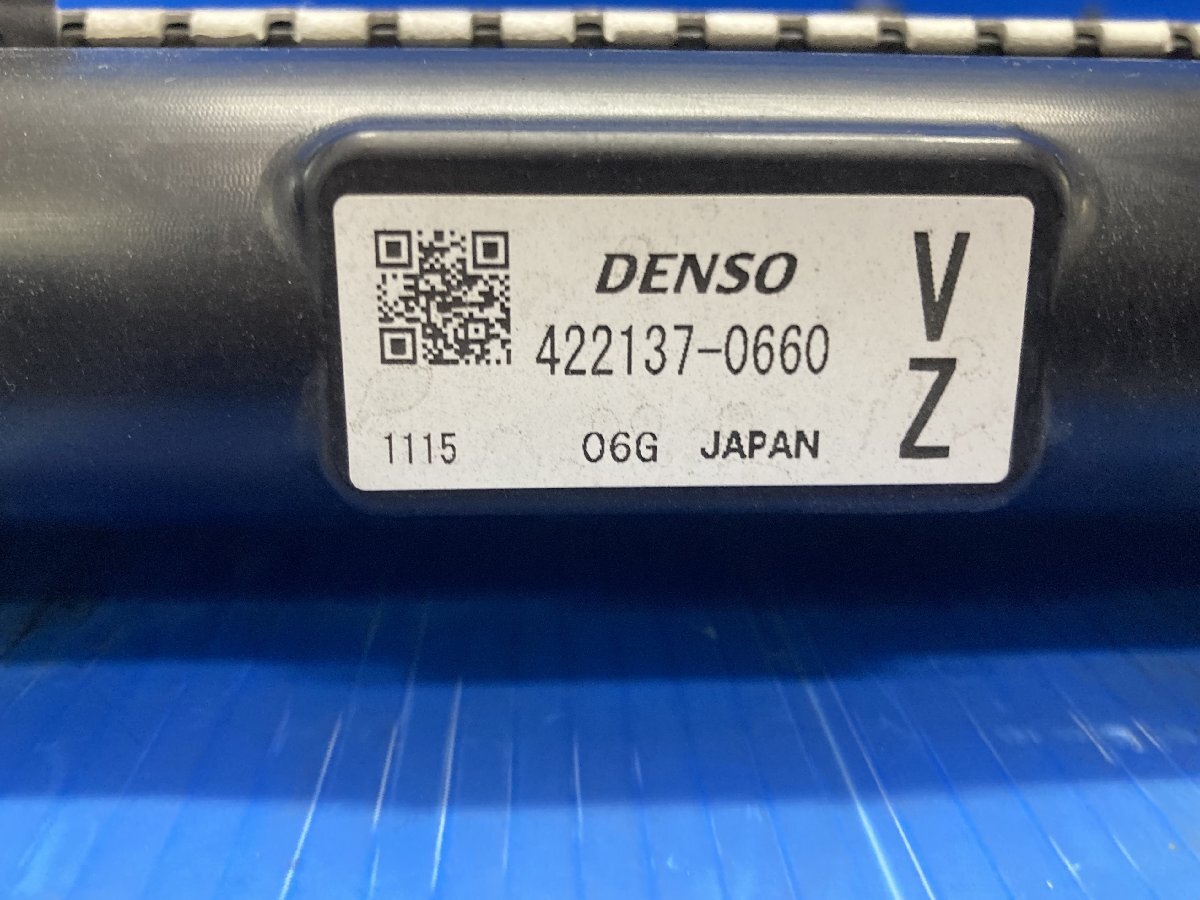 DENSO
422137-0660
1115 06G JAPAN
V
Z